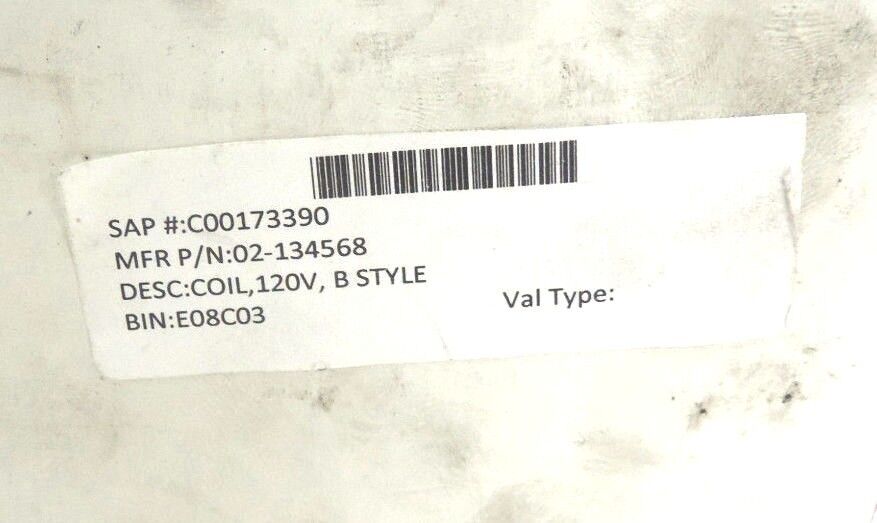 SAP #:C00173390
MFR P/N:02-134568
DESC:COIL,120V, B STYLE
BIN:E08C03
Val Type: